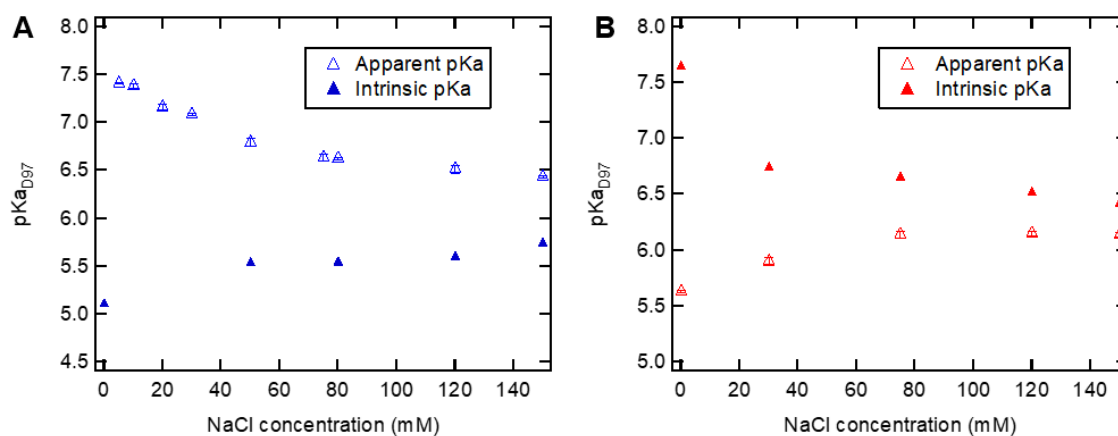 A
8.0
7.5
7.0
6.5
6.0
5.5
5.0
4.5
pKaD97
Apparent pKa
Intrinsic pKa
0 20 40 60 80 100 120 140
NaCl concentration (mM)
B
8.0
7.5
7.0
6.5
6.0
5.5
5.0
pKaD97
Apparent pKa
Intrinsic pKa
0 20 40 60 80 100 120 140
NaCl concentration (mM)